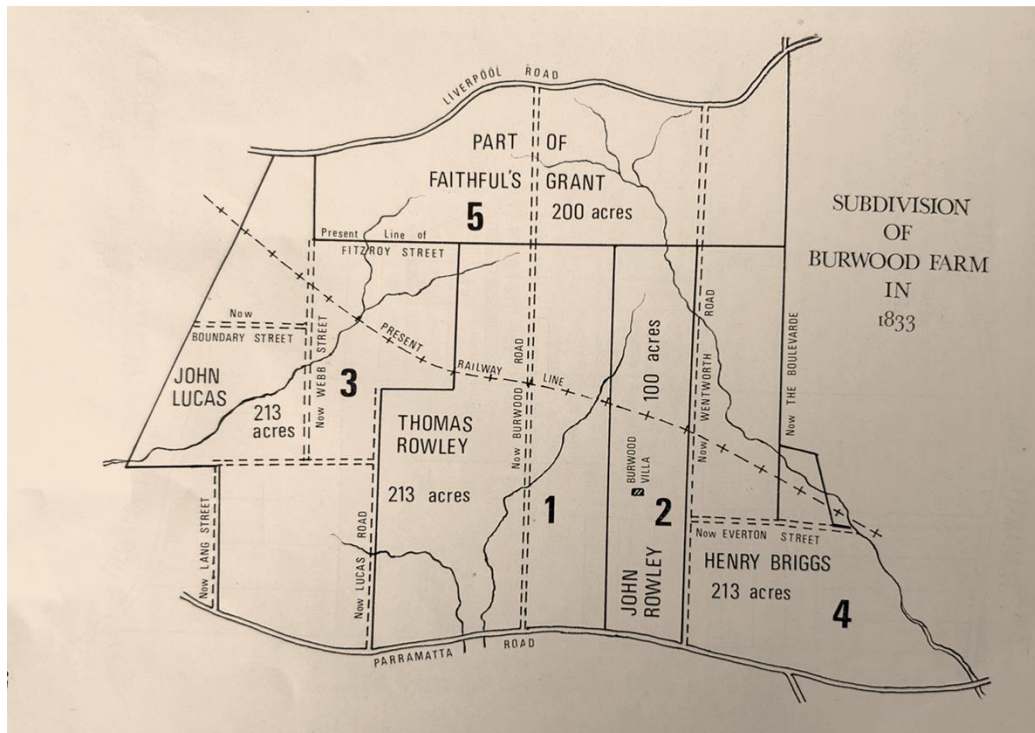 LIVERPOOL ROAD
PART OF
FAITHFUL'S GRANT
5 200 acres
SUBDIVISION
OF
BURWOOD FARM
IN
1833
Present Line of
FITZROY STREET
Now
BOUNDARY STREET
Now WEBB STREET
PRESENT RAILWAY LINE
JOHN
LUCAS
213
acres
3
THOMAS
ROWLEY
213 acres
Now BURWOOD ROAD
1
100 acres
BURWOOD
VILLA
2
JOHN
ROWLEY
Now WENTWORTH ROAD
Now THE BOULEVARDE
Now EVERTON STREET
HENRY BRIGGS
213 acres
4
Now LANG STREET
Now LUCAS ROAD
PARRAMATTA ROAD